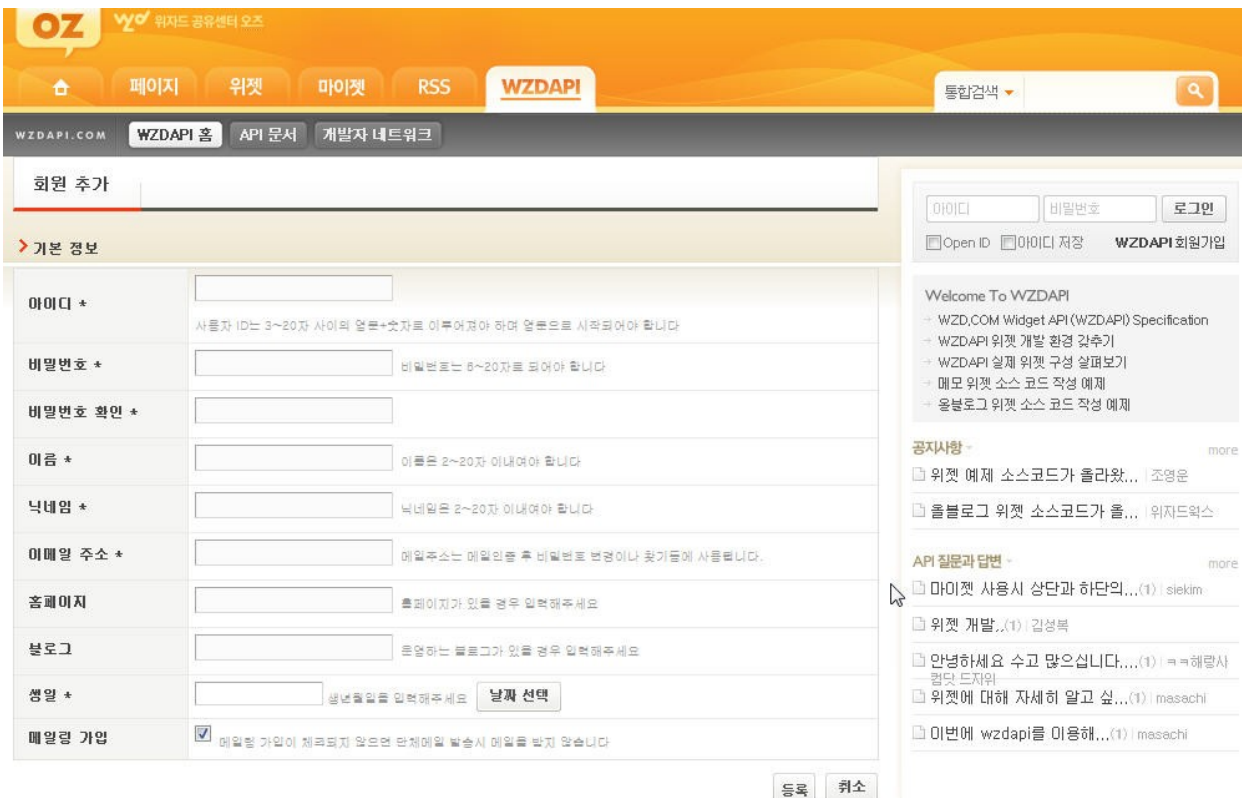 OZ wzd 위자드 공유센터 오즈
페이지 위젯 마이젯 RSS WZDAPI
통합검색
WZDAPI.COM WZDAPI 홈 API 문서 개발자 네트워크
회원 추가
기본 정보
아이디 *
사용자 ID는 3~20자 사이의 영문+숫자로 이루어져야 하며 영문으로 시작되어야 합니다
비밀번호 * 비밀번호는 6~20자로 되어야 합니다
비밀번호 확인 *
이름 * 이름은 2~20자 이내여야 합니다
닉네임 * 닉네임은 2~20자 이내여야 합니다
이메일 주소 * 메일주소는 메일인증 후 비밀번호 변경이나 찾기등에 사용됩니다.
홈페이지 홈페이지가 있을 경우 입력해주세요
블로그 운영하는 블로그가 있을 경우 입력해주세요
생일 * 생년월일을 입력해주세요 날짜 선택
메일링 가입 메일링 가입이 체크되지 않으면 단체메일 발송시 메일을 받지 않습니다
등록 취소
아이디 비밀번호 로그인
Open ID 아이디 저장 WZDAPI 회원가입
Welcome To WZDAPI
WZD.COM Widget API (WZDAPI) Specification
WZDAPI 위젯 개발 환경 갖추기
WZDAPI 실제 위젯 구성 살펴보기
메모 위젯 소스 코드 작성 예제
올블로그 위젯 소스 코드 작성 예제
공지사항 more
위젯 예제 소스코드가 올라왔... 조영운
올블로그 위젯 소스코드가 올... 위자드웍스
API 질문과 답변 more
마이젯 사용시 상단과 하단의...(1) siekim
위젯 개발..(1) 김성복
안녕하세요 수고 많으십니다....(1) ㅋㅋ해랑사
컴닷 드자위
위젯에 대해 자세히 알고 싶...(1) masachi
이번에 wzdapi를 이용해...(1) masachi